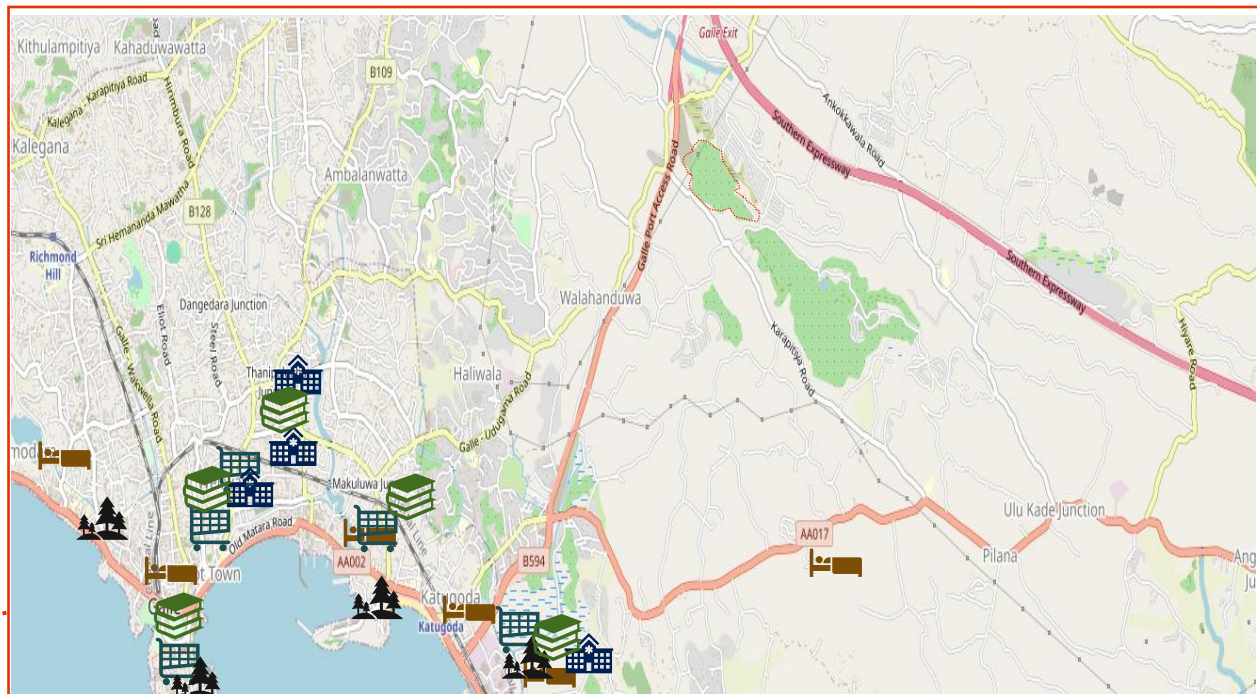 Kithulampitiya
Kahaduwawatta
Galle Exit
B109
Kalegana - Karapitiya Road
Hirimbura Road
Ankokkawala Road
Kalegana
Ambalanwatta
Southern Expressway
Galle Port Access Road
B128
Sri Hemananda Mawatha
Richmond
Hill
Southern Expressway
Walahanduwa
Dangedara Junction
Eliot Road
Steel Road
Karapitiya Road
Hiyare Road
Galle - Wakwella Road
Haliwala
Galle - Udugama Road
Makuluwa
Ulu Kade Junction
Old Matara Road
AA017
AA002
B594
Pilana
Katugoda
Katugoda
Galle